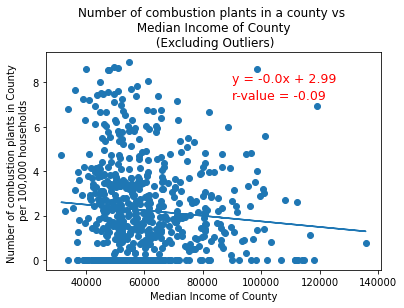 Number of combustion plants in a county vs
Median Income of County
(Excluding Outliers)
y = -0.0x + 2.99
r-value = -0.09
Number of combustion plants in County
per 100,000 households
8
6
4
2
0
40000
60000
80000
100000
120000
140000
Median Income of County